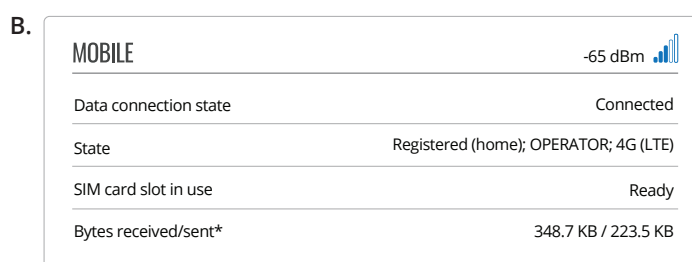 B.
MOBILE -65 dBm
Data connection state Connected
State Registered (home); OPERATOR; 4G (LTE)
SIM card slot in use Ready
Bytes received/sent* 348.7 KB / 223.5 KB